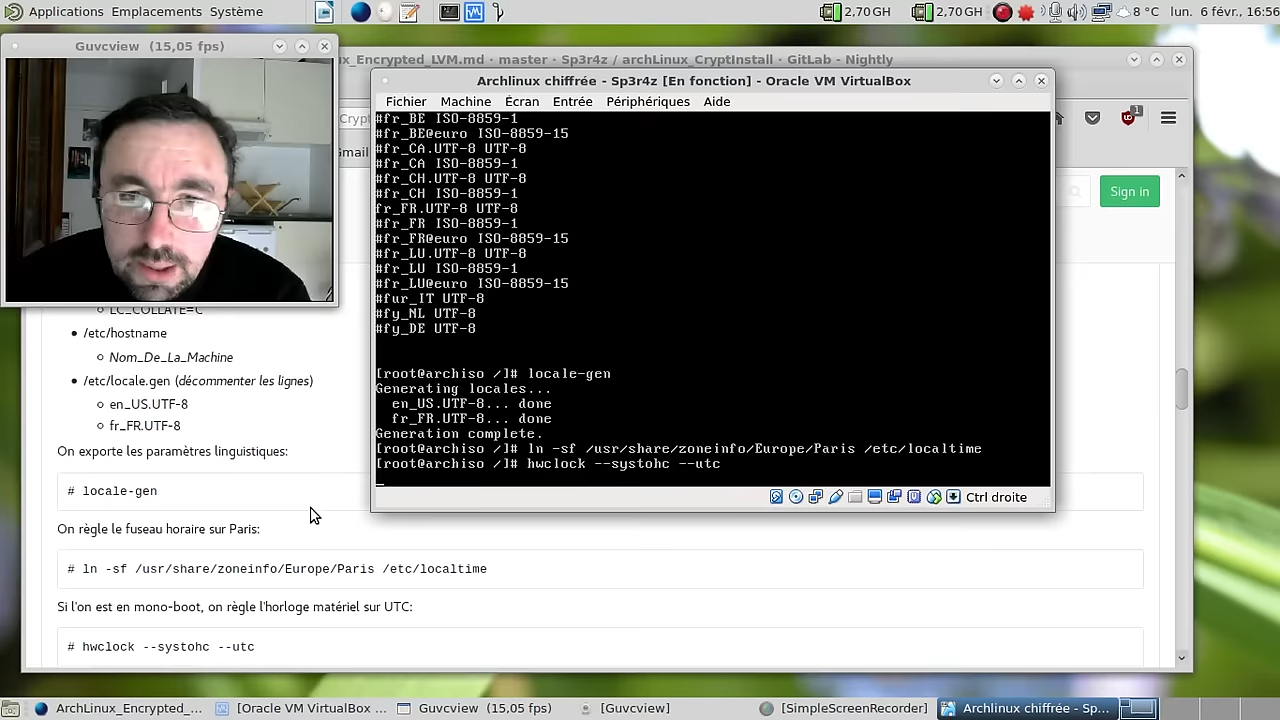 Applications Emplacements Système
2,70 GH
2,70 GH
8 °C
lun. 6 févr., 16:56
Guvcview (15,05 fps)
x_Encrypted_LVM.md · master · Sp3r4z / archLinux_CryptInstall · GitLab - Nightly
Archlinux chiffrée - Sp3r4z [En fonction] - Oracle VM VirtualBox
Fichier Machine Écran Entrée Périphériques Aide
#fr_BE ISO-8859-1
#fr_BE@euro ISO-8859-15
#fr_CA.UTF-8 UTF-8
#fr_CA ISO-8859-1
#fr_CH.UTF-8 UTF-8
#fr_CH ISO-8859-1
fr_FR.UTF-8 UTF-8
#fr_FR ISO-8859-1
#fr_FR@euro ISO-8859-15
#fr_LU.UTF-8 UTF-8
#fr_LU ISO-8859-1
#fr_LU@euro ISO-8859-15
#fur_IT UTF-8
#fy_NL UTF-8
#fy_DE UTF-8
[root@archiso /]# locale-gen
Generating locales...
en_US.UTF-8... done
fr_FR.UTF-8... done
Generation complete.
[root@archiso /]# ln -sf /usr/share/zoneinfo/Europe/Paris /etc/localtime
[root@archiso /]# hwclock --systohc --utc
Ctrl droite
Crypt
Gmail
1
Sign in
LC_COLLATE=C
/etc/hostname
Nom_De_La_Machine
/etc/locale.gen (décommenter les lignes)
en_US.UTF-8
fr_FR.UTF-8
On exporte les paramètres linguistiques:
# locale-gen
On règle le fuseau horaire sur Paris:
# ln -sf /usr/share/zoneinfo/Europe/Paris /etc/localtime
Si l'on est en mono-boot, on règle l'horloge matériel sur UTC:
# hwclock --systohc --utc
ArchLinux_Encrypted_...
[Oracle VM VirtualBox ...
Guvcview (15,05 fps)
[Guvcview]
[SimpleScreenRecorder]
Archlinux chiffrée - Sp...